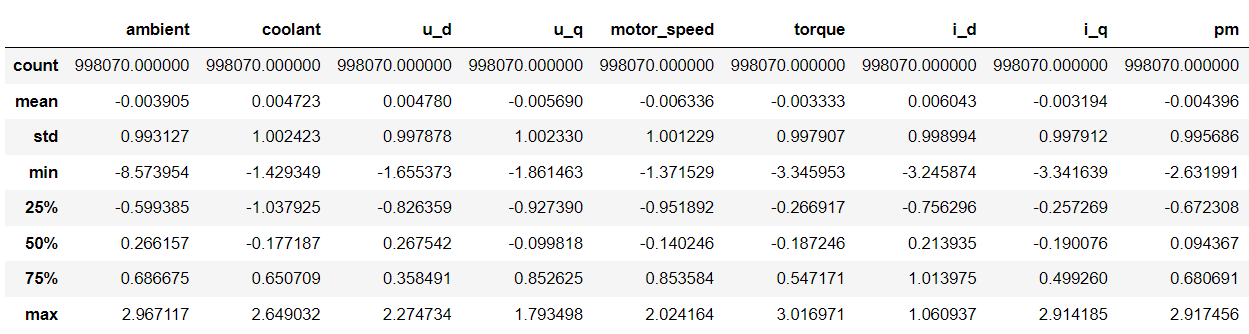 ambient coolant u_d u_q motor_speed torque i_d i_q pm
count 998070.000000 998070.000000 998070.000000 998070.000000 998070.000000 998070.000000 998070.000000 998070.000000 998070.000000
mean -0.003905 0.004723 0.004780 -0.005690 -0.006336 -0.003333 0.006043 -0.003194 -0.004396
std 0.993127 1.002423 0.997878 1.002330 1.001229 0.997907 0.998994 0.997912 0.995686
min -8.573954 -1.429349 -1.655373 -1.861463 -1.371529 -3.345953 -3.245874 -3.341639 -2.631991
25% -0.599385 -1.037925 -0.826359 -0.927390 -0.951892 -0.266917 -0.756296 -0.257269 -0.672308
50% 0.266157 -0.177187 0.267542 -0.099818 -0.140246 -0.187246 0.213935 -0.190076 0.094367
75% 0.686675 0.650709 0.358491 0.852625 0.853584 0.547171 1.013975 0.499260 0.680691
max 2.967117 2.649032 2.274734 1.793498 2.024164 3.016971 1.060937 2.914185 2.917456